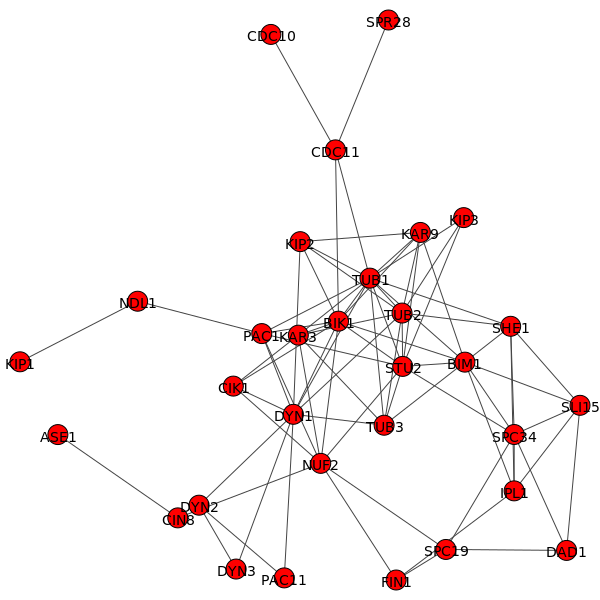 SPR28
CDC10
CDC11
KIP3
KAR9
KIP2
TUB1
NDL1
TUB2
BIK1
SHE1
PAC1
KAR3
KIP1
STU2
BIM1
CIK1
SLI15
DYN1
TUB3
ASE1
SPC34
NUF2
IPL1
DYN2
CIN8
SPC19
DAD1
DYN3
PAC11
FIN1